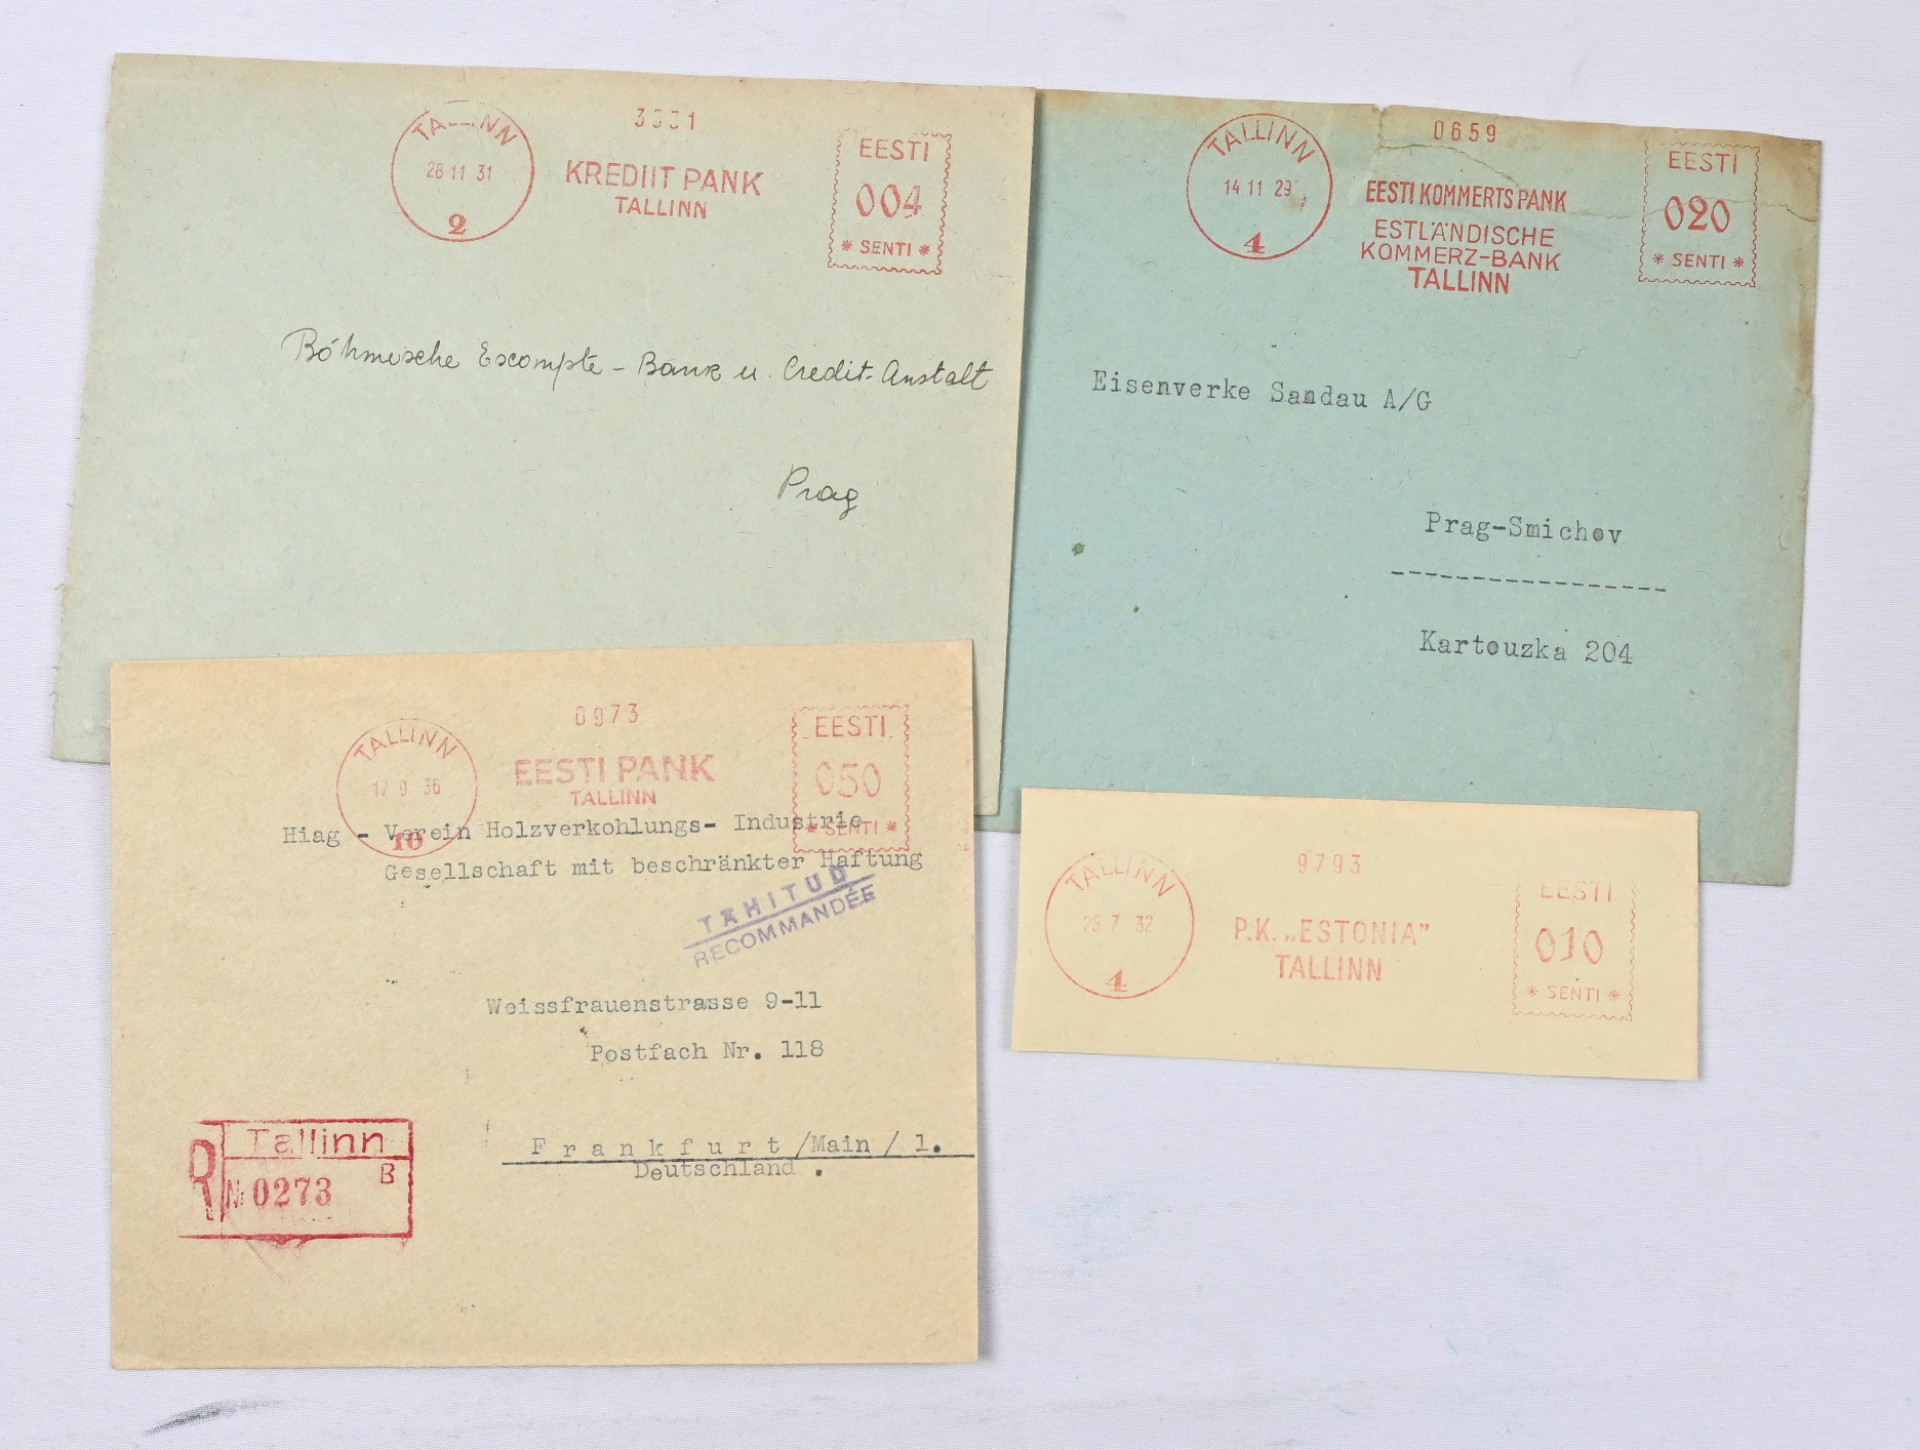 TALLINN
28 11 31
2
3331
KREDIIT PANK
TALLINN
EESTI
004
* SENTI *
Böhmische Escompte - Bank u. Credit-Anstalt
Prag
TALLINN
14 11 29
4
0659
EESTI KOMMERTS PANK
ESTLÄNDISCHE
KOMMERZ-BANK
TALLINN
EESTI
020
* SENTI *
Eisenverke Sandau A/G
Prag-Smichov
Kartouzka 204
TALLINN
17 9 36
10
0973
EESTI PANK
TALLINN
EESTI
050
* SENTI *
Hiag - Verein Holzverkohlungs- Industrie
Gesellschaft mit beschränkter Haftung
TÄHITUD
RECOMMANDÉE
Weissfrauenstrasse 9-11
Postfach Nr. 118
Frankfurt/Main / 1.
Deutschland .
R
Tallinn
B
№ 0273
TALLINN
25 7 32
4
9793
P.K. „ESTONIA”
TALLINN
EESTI
010
* SENTI *